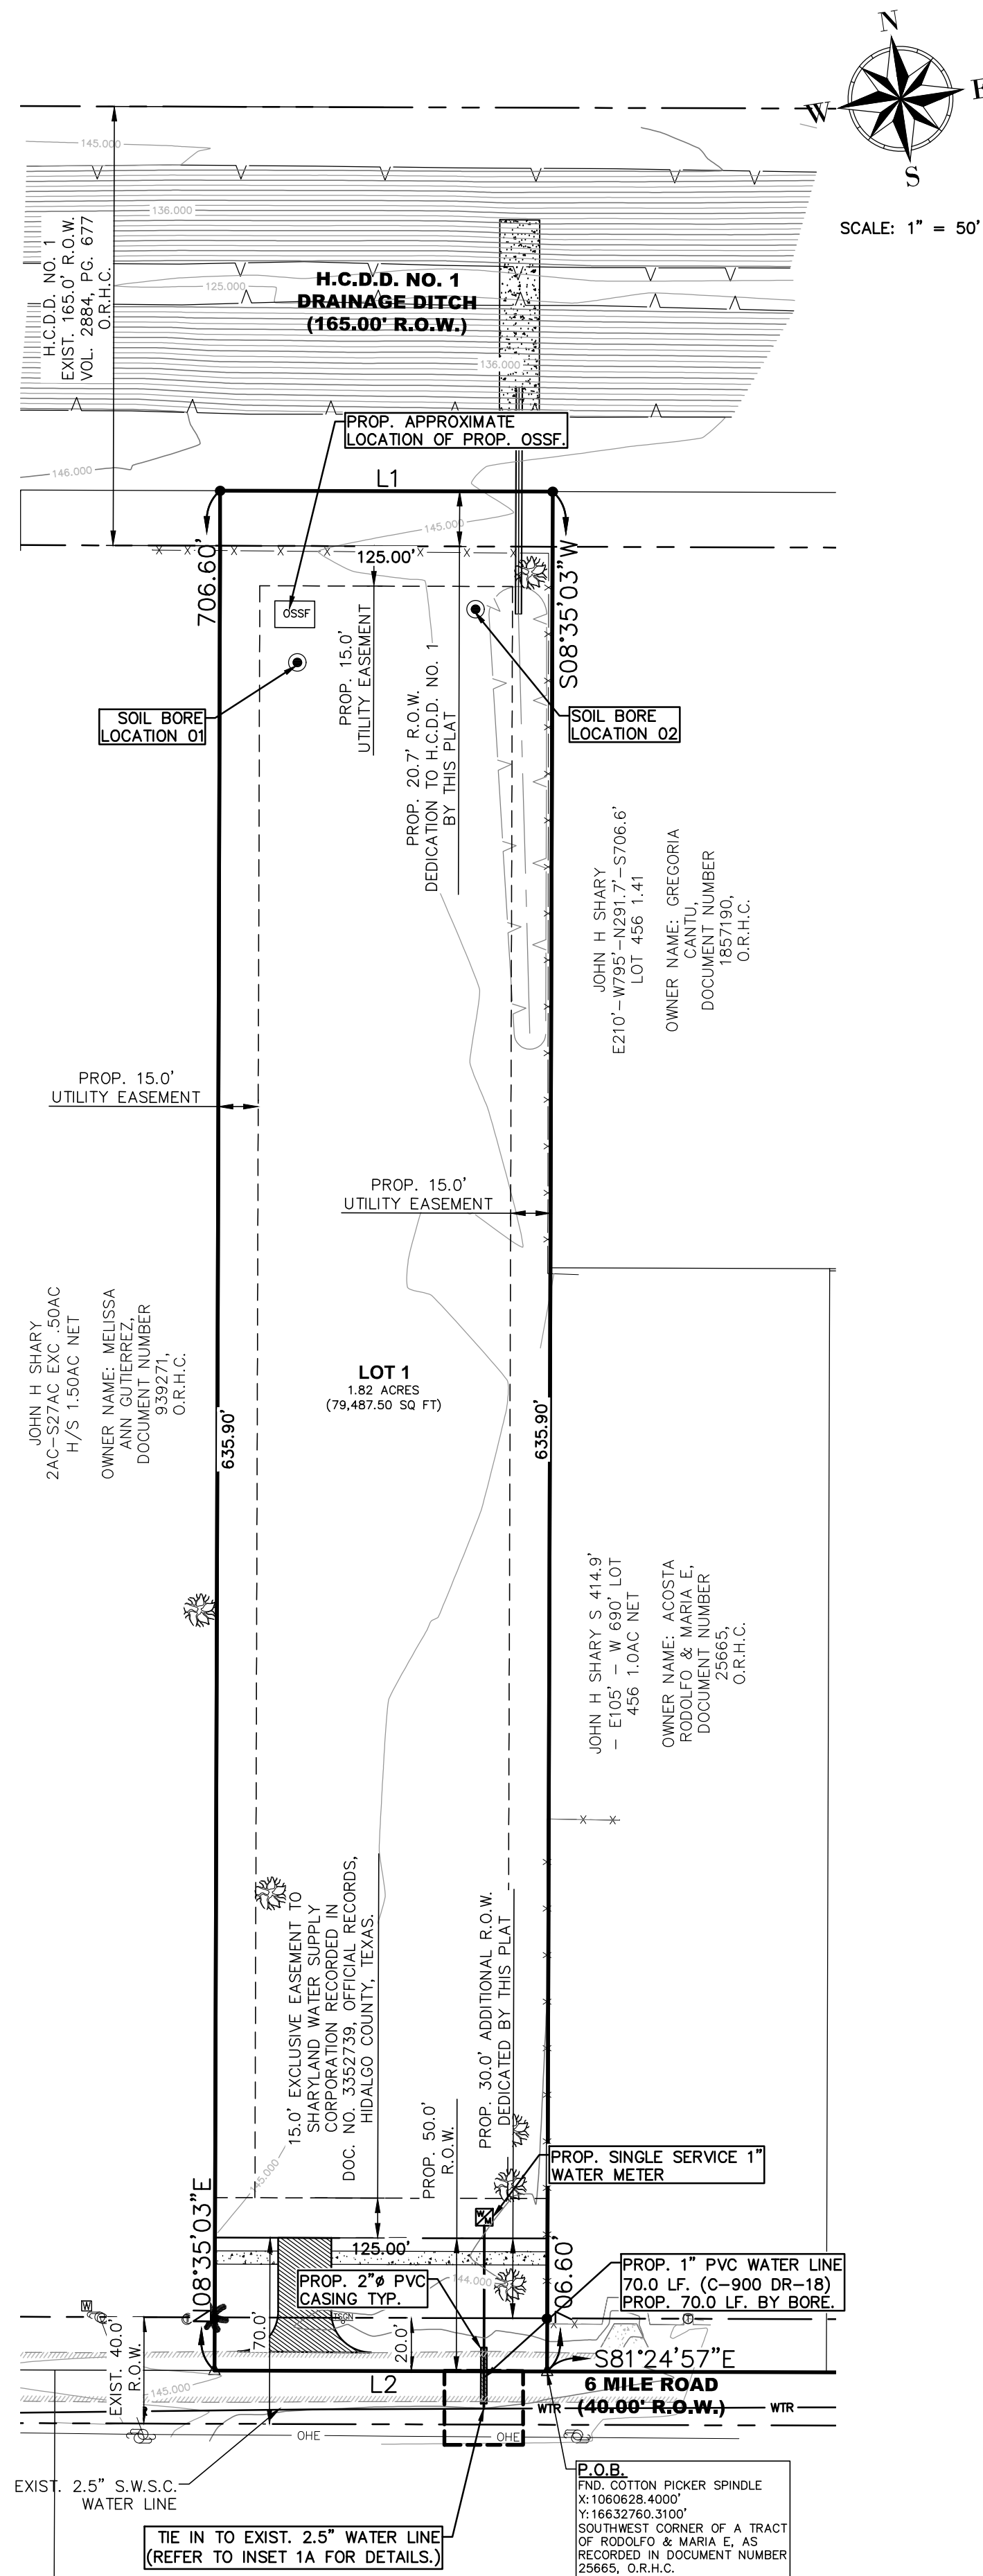 N
W
E
S
SCALE: 1" = 50'
145.000
136.000
H.C.D.D. NO. 1
EXIST. 165.0' R.O.W.
VOL. 2884, PG. 677
O.R.H.C.
125.000
H.C.D.D. NO. 1
DRAINAGE DITCH
(165.00' R.O.W.)
136.000
PROP. APPROXIMATE
LOCATION OF PROP. OSSF.
146.000
L1
145.000
125.00'
706.60'
S08°35'03"W
OSSF
PROP. 15.0'
UTILITY EASEMENT
PROP. 20.7' R.O.W.
DEDICATION TO H.C.D.D. NO. 1
BY THIS PLAT
SOIL BORE
LOCATION 01
SOIL BORE
LOCATION 02
JOHN H SHARY
E210'-W795'-N291.7'-S706.6'
LOT 456 1.41
OWNER NAME: GREGORIA
CANTU,
DOCUMENT NUMBER
1857190,
O.R.H.C.
PROP. 15.0'
UTILITY EASEMENT
PROP. 15.0'
UTILITY EASEMENT
JOHN H SHARY
2AC-S27AC EXC .50AC
H/S 1.50AC NET
OWNER NAME: MELISSA
ANN GUTIERREZ,
DOCUMENT NUMBER
939271,
O.R.H.C.
LOT 1
1.82 ACRES
(79,487.50 SQ FT)
635.90'
635.90'
JOHN H SHARY S 414.9'
- E105' - W 690' LOT
456 1.0AC NET
OWNER NAME: ACOSTA
RODOLFO & MARIA E,
DOCUMENT NUMBER
25665,
O.R.H.C.
15.0' EXCLUSIVE EASEMENT TO
SHARYLAND WATER SUPPLY
CORPORATION RECORDED IN
DOC. NO. 3352739, OFFICIAL RECORDS,
HIDALGO COUNTY, TEXAS.
PROP. 50.0'
R.O.W.
PROP. 30.0' ADDITIONAL R.O.W.
DEDICATED BY THIS PLAT
145.000
PROP. SINGLE SERVICE 1"
WATER METER
W
M
N08°35'03"E
125.00'
706.60'
PROP. 2"ø PVC
CASING TYP.
144.000
PROP. 1" PVC WATER LINE
70.0 LF. (C-900 DR-18)
PROP. 70.0 LF. BY BORE.
W
T
EXIST. 40.0'
R.O.W.
70.0'
20.0'
S81°24'57"E
145.000
L2
6 MILE ROAD
(40.00' R.O.W.)
WTR
WTR
OHE
OHE
EXIST. 2.5" S.W.S.C.
WATER LINE
TIE IN TO EXIST. 2.5" WATER LINE
(REFER TO INSET 1A FOR DETAILS.)
P.O.B.
FND. COTTON PICKER SPINDLE
X:1060628.4000'
Y:16632760.3100'
SOUTHWEST CORNER OF A TRACT
OF RODOLFO & MARIA E, AS
RECORDED IN DOCUMENT NUMBER
25665, O.R.H.C.